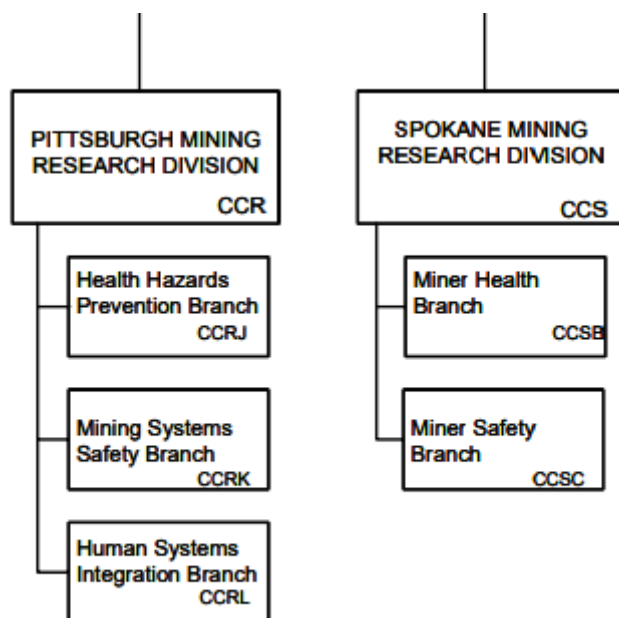 PITTSBURGH MINING
RESEARCH DIVISION
CCR
Health Hazards
Prevention Branch
CCRJ
Mining Systems
Safety Branch
CCRK
Human Systems
Integration Branch
CCRL
SPOKANE MINING
RESEARCH DIVISION
CCS
Miner Health
Branch
CCSB
Miner Safety
Branch
CCSC